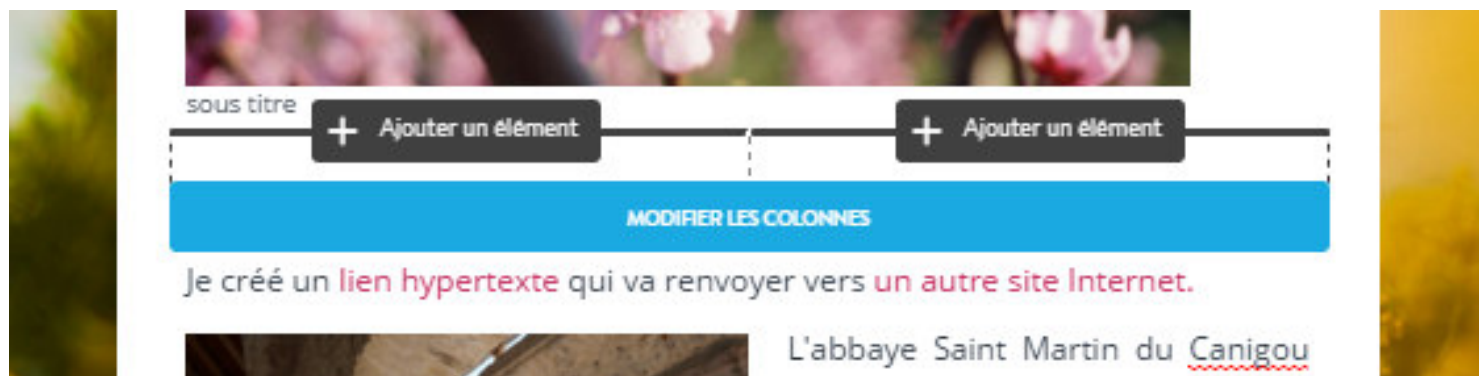 sous titre
+ Ajouter un élément
+ Ajouter un élément
MODIFIER LES COLONNES
Je créé un lien hypertexte qui va renvoyer vers un autre site Internet.
L'abbaye Saint Martin du Canigou